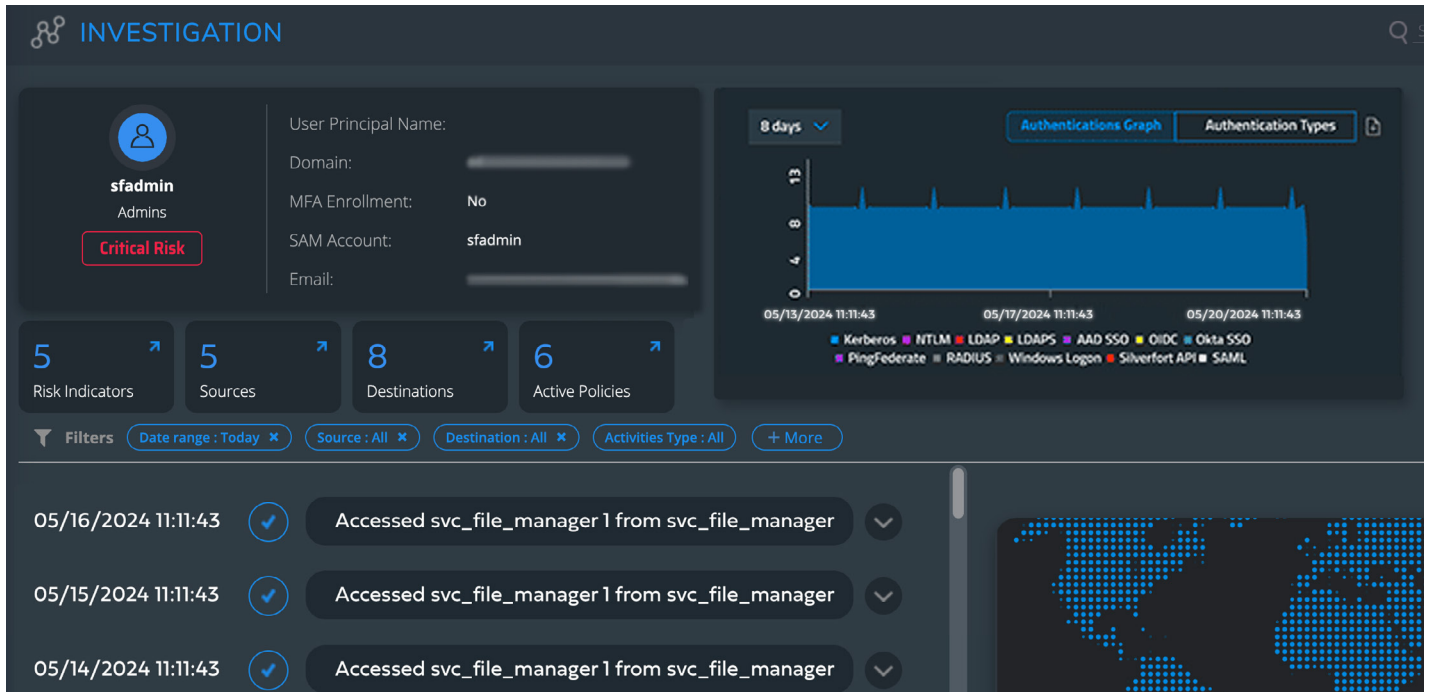 INVESTIGATION
sfadmin
Admins
Critical Risk
User Principal Name:
Domain:
MFA Enrollment: No
SAM Account: sfadmin
Email:
8 days
Authentications Graph
Authentication Types
13
8
4
0
05/13/2024 11:11:43 05/17/2024 11:11:43 05/20/2024 11:11:43
Kerberos NTLM LDAP LDAPS AAD SSO OIDC Okta SSO
PingFederate RADIUS Windows Logon Silverfort API SAML
5
Risk Indicators
5
Sources
8
Destinations
6
Active Policies
Filters Date range : Today × Source : All × Destination : All × Activities Type : All + More
05/16/2024 11:11:43 Accessed svc_file_manager 1 from svc_file_manager
05/15/2024 11:11:43 Accessed svc_file_manager 1 from svc_file_manager
05/14/2024 11:11:43 Accessed svc_file_manager 1 from svc_file_manager